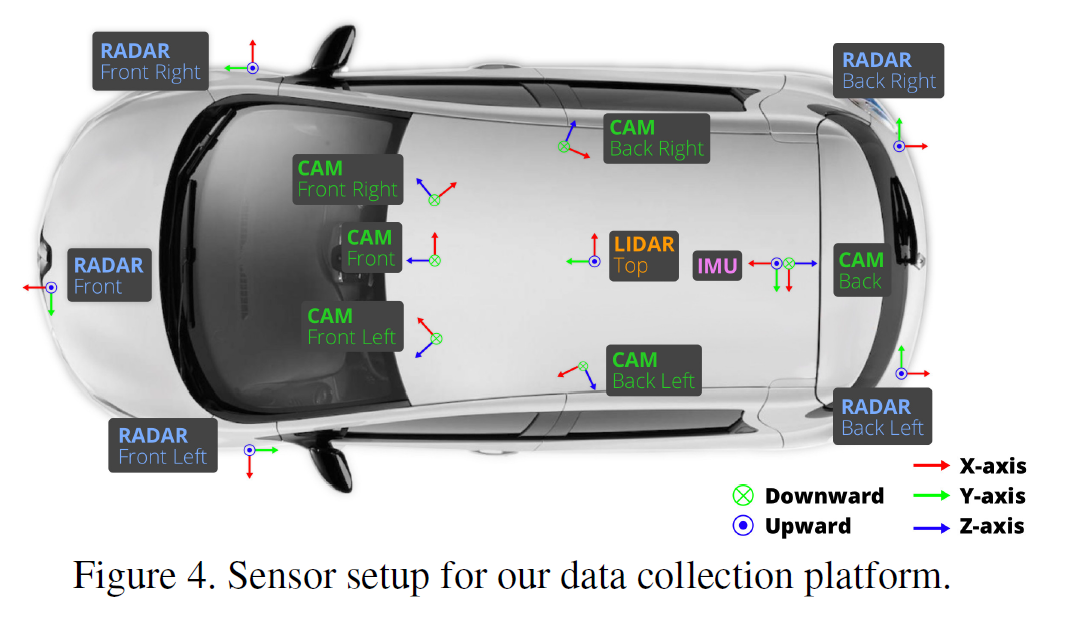 RADAR
Front Right
RADAR
Back Right
CAM
Back Right
CAM
Front Right
CAM
Front
LIDAR
Top
IMU
CAM
Back
RADAR
Front
CAM
Front Left
CAM
Back Left
RADAR
Back Left
RADAR
Front Left
X-axis
Downward
Y-axis
Upward
Z-axis
Figure 4. Sensor setup for our data collection platform.